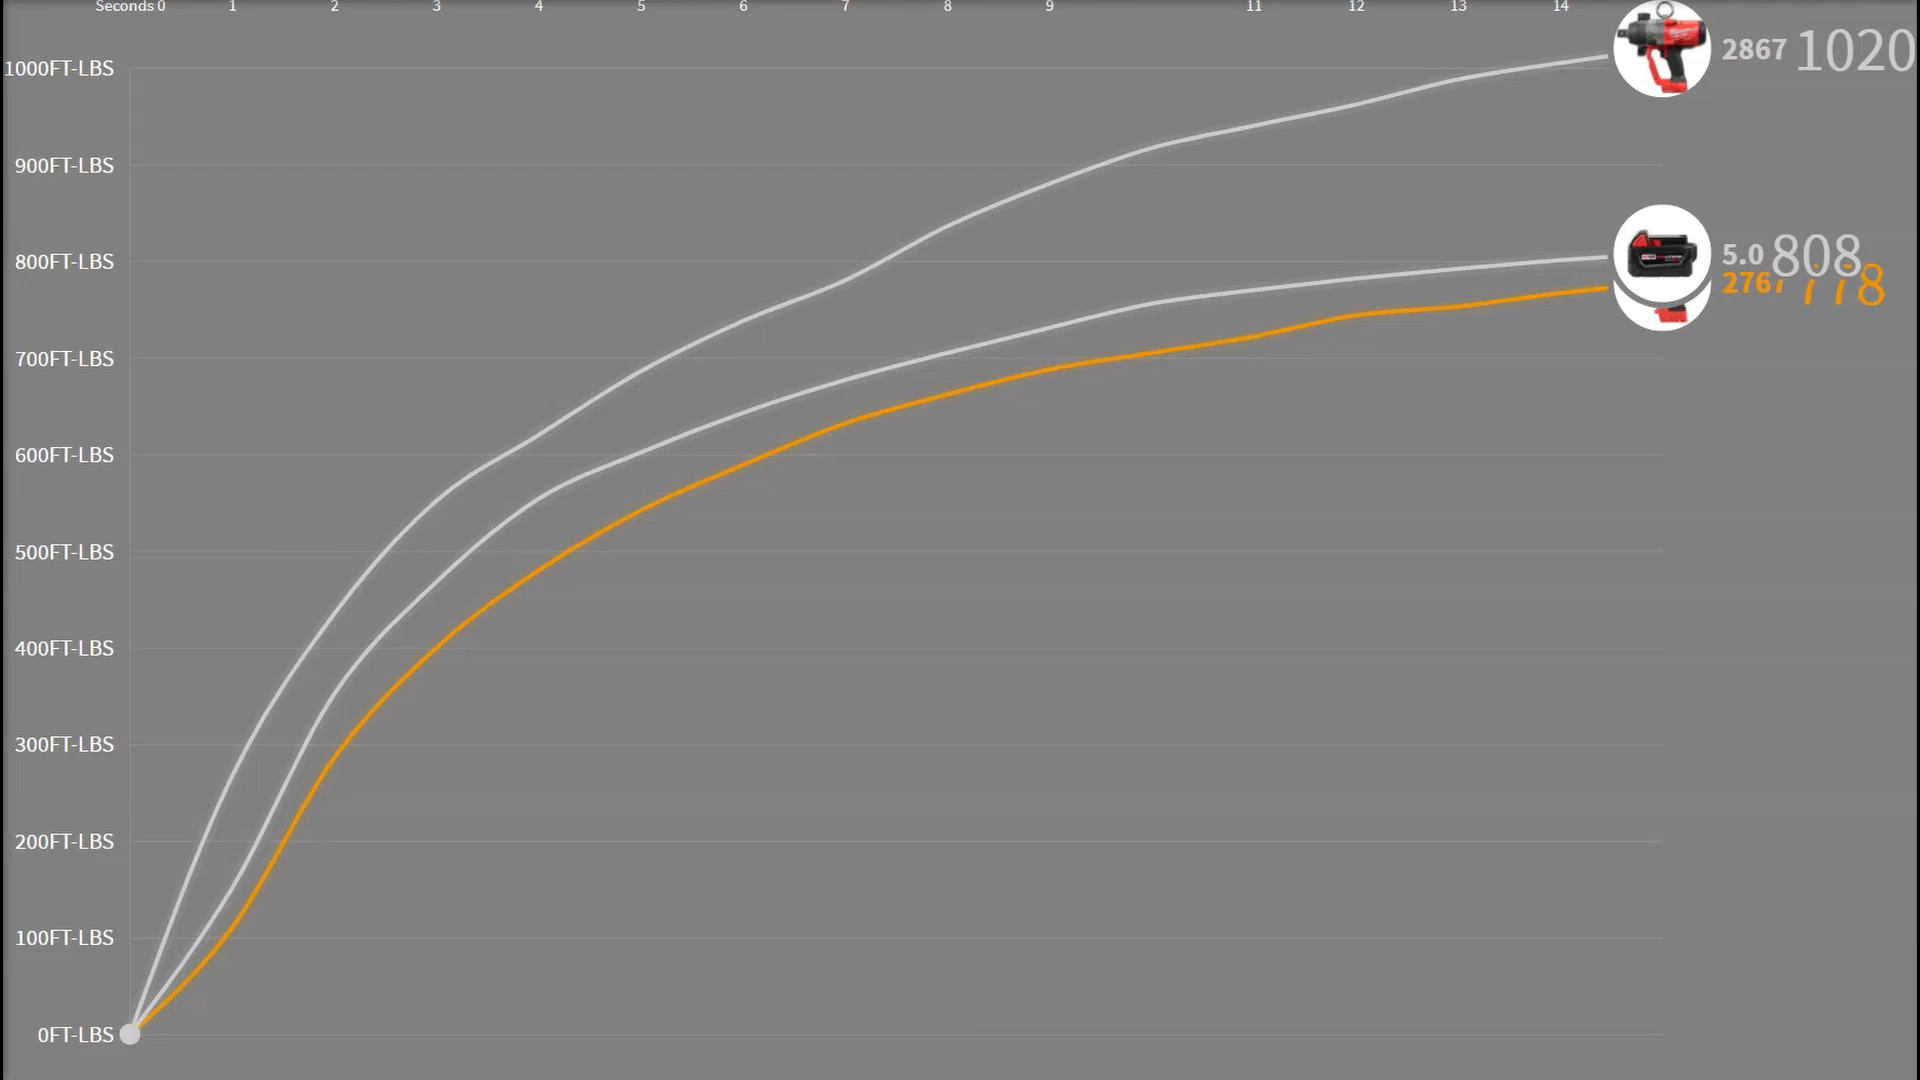 Seconds 0 1 2 3 4 5 6 7 8 9 11 12 13 14
1000FT-LBS
2867 1020
900FT-LBS
800FT-LBS
5.0 808
2767 778
700FT-LBS
600FT-LBS
500FT-LBS
400FT-LBS
300FT-LBS
200FT-LBS
100FT-LBS
0FT-LBS